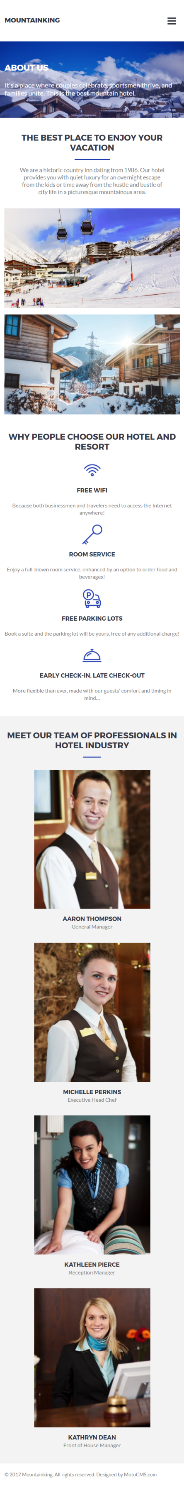 MOUNTAINKING
ABOUT US
It's a place where couples celebrate, sportsmen thrive, and
families unite. This is the best mountain hotel.
THE BEST PLACE TO ENJOY YOUR
VACATION
We are a historic country inn dating from 1986. Our hotel
provides you with quiet luxury for an overnight escape
from the kids or time away from the hustle and bustle of
city life in a picturesque mountainous area.
WHY PEOPLE CHOOSE OUR HOTEL AND
RESORT
FREE WIFI
Because both businessmen and travelers need to access the Internet
anywhere!
ROOM SERVICE
Enjoy a full-blown room service, enhanced by an option to order food and
beverages!
FREE PARKING LOTS
Book a suite and the parking lot will be yours, free of any additional charge!
EARLY CHECK-IN, LATE CHECK-OUT
More flexible than ever, made with our guests' comfort and timing in
mind...
MEET OUR TEAM OF PROFESSIONALS IN
HOTEL INDUSTRY
AARON THOMPSON
General Manager
MICHELLE PERKINS
Executive Head Chef
KATHLEEN PIERCE
Reception Manager
KATHRYN DEAN
Front of House Manager
© 2017 Mountainking. All rights reserved. Designed by MotoCMS.com